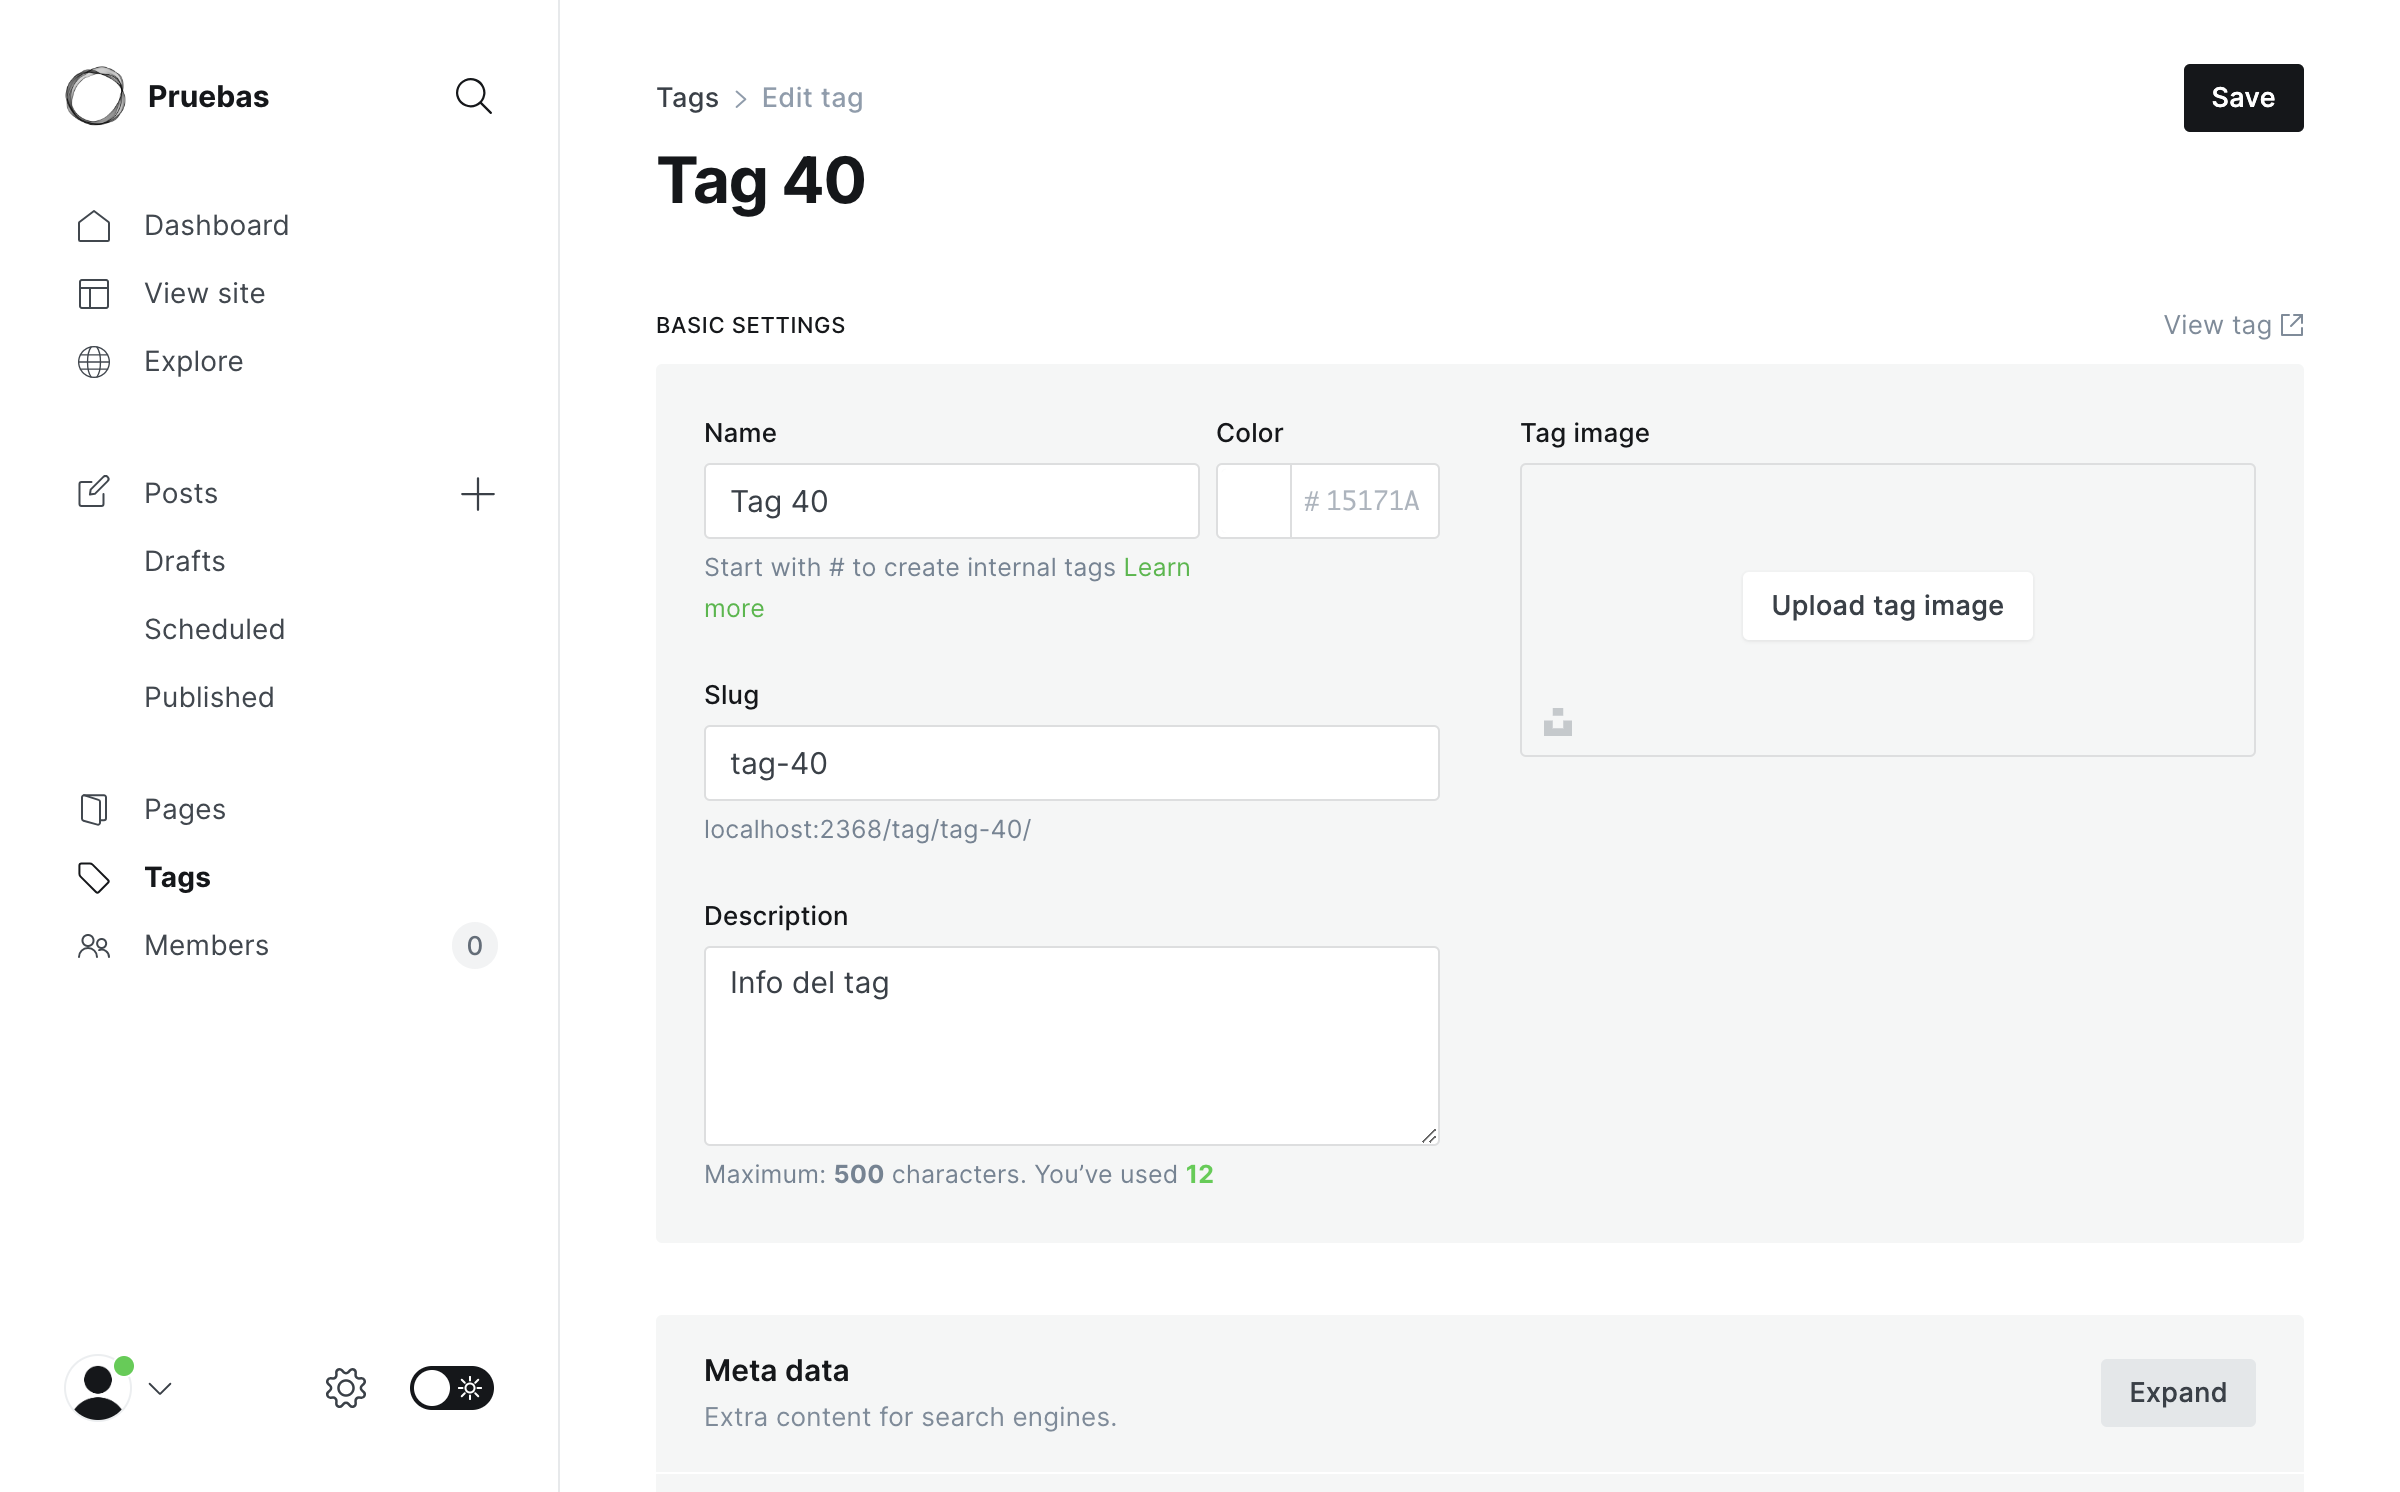 Pruebas
Dashboard
View site
Explore
Posts
Drafts
Scheduled
Published
Pages
Tags
Members 0
Tags > Edit tag
Save
Tag 40
BASIC SETTINGS
View tag
Name
Tag 40
Color
# 15171A
Start with # to create internal tags Learn
more
Slug
tag-40
localhost:2368/tag/tag-40/
Description
Info del tag
Maximum: 500 characters. You’ve used 12
Tag image
Upload tag image
Meta data
Extra content for search engines.
Expand